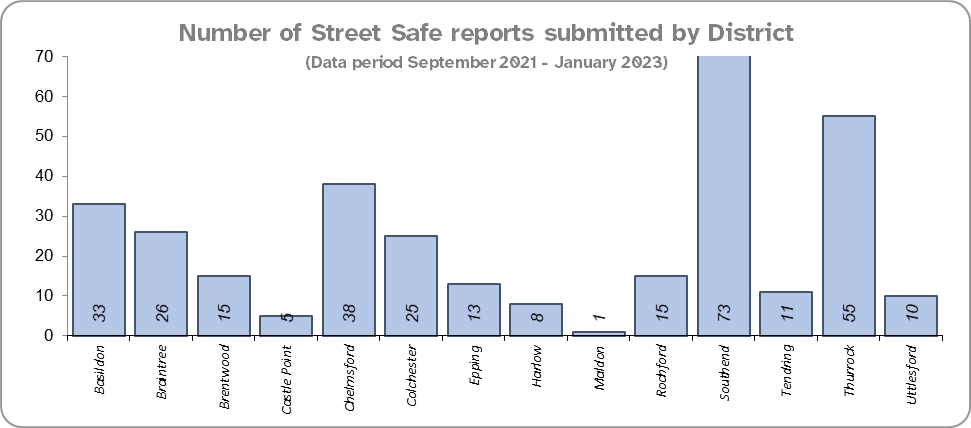 Number of Street Safe reports submitted by District
(Data period September 2021 - January 2023)
70
60
50
40
30
20
10
0
33
26
15
5
38
25
13
8
1
15
73
11
55
10
Basildon
Braintree
Brentwood
Castle Point
Chelmsford
Colchester
Epping
Harlow
Maldon
Rochford
Southend
Tendring
Thurrock
Uttlesford